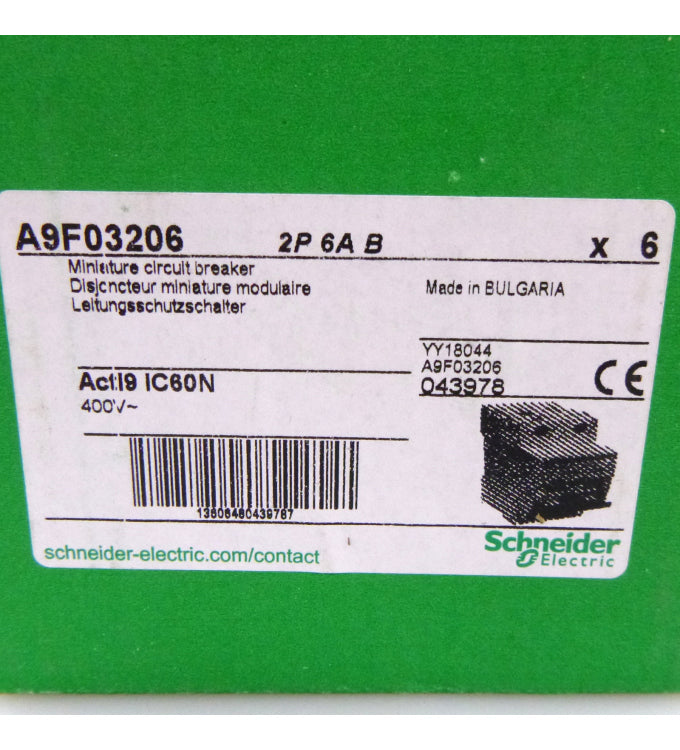 A9F03206 2P 6A B x 6
Miniature circuit breaker
Disjoncteur miniature modulaire
Leitungsschutzschalter
Made in BULGARIA
YY18044
A9F03206
043978
CE
Acti9 IC60N
400V~
13606480439787
schneider-electric.com/contact
Schneider
Electric